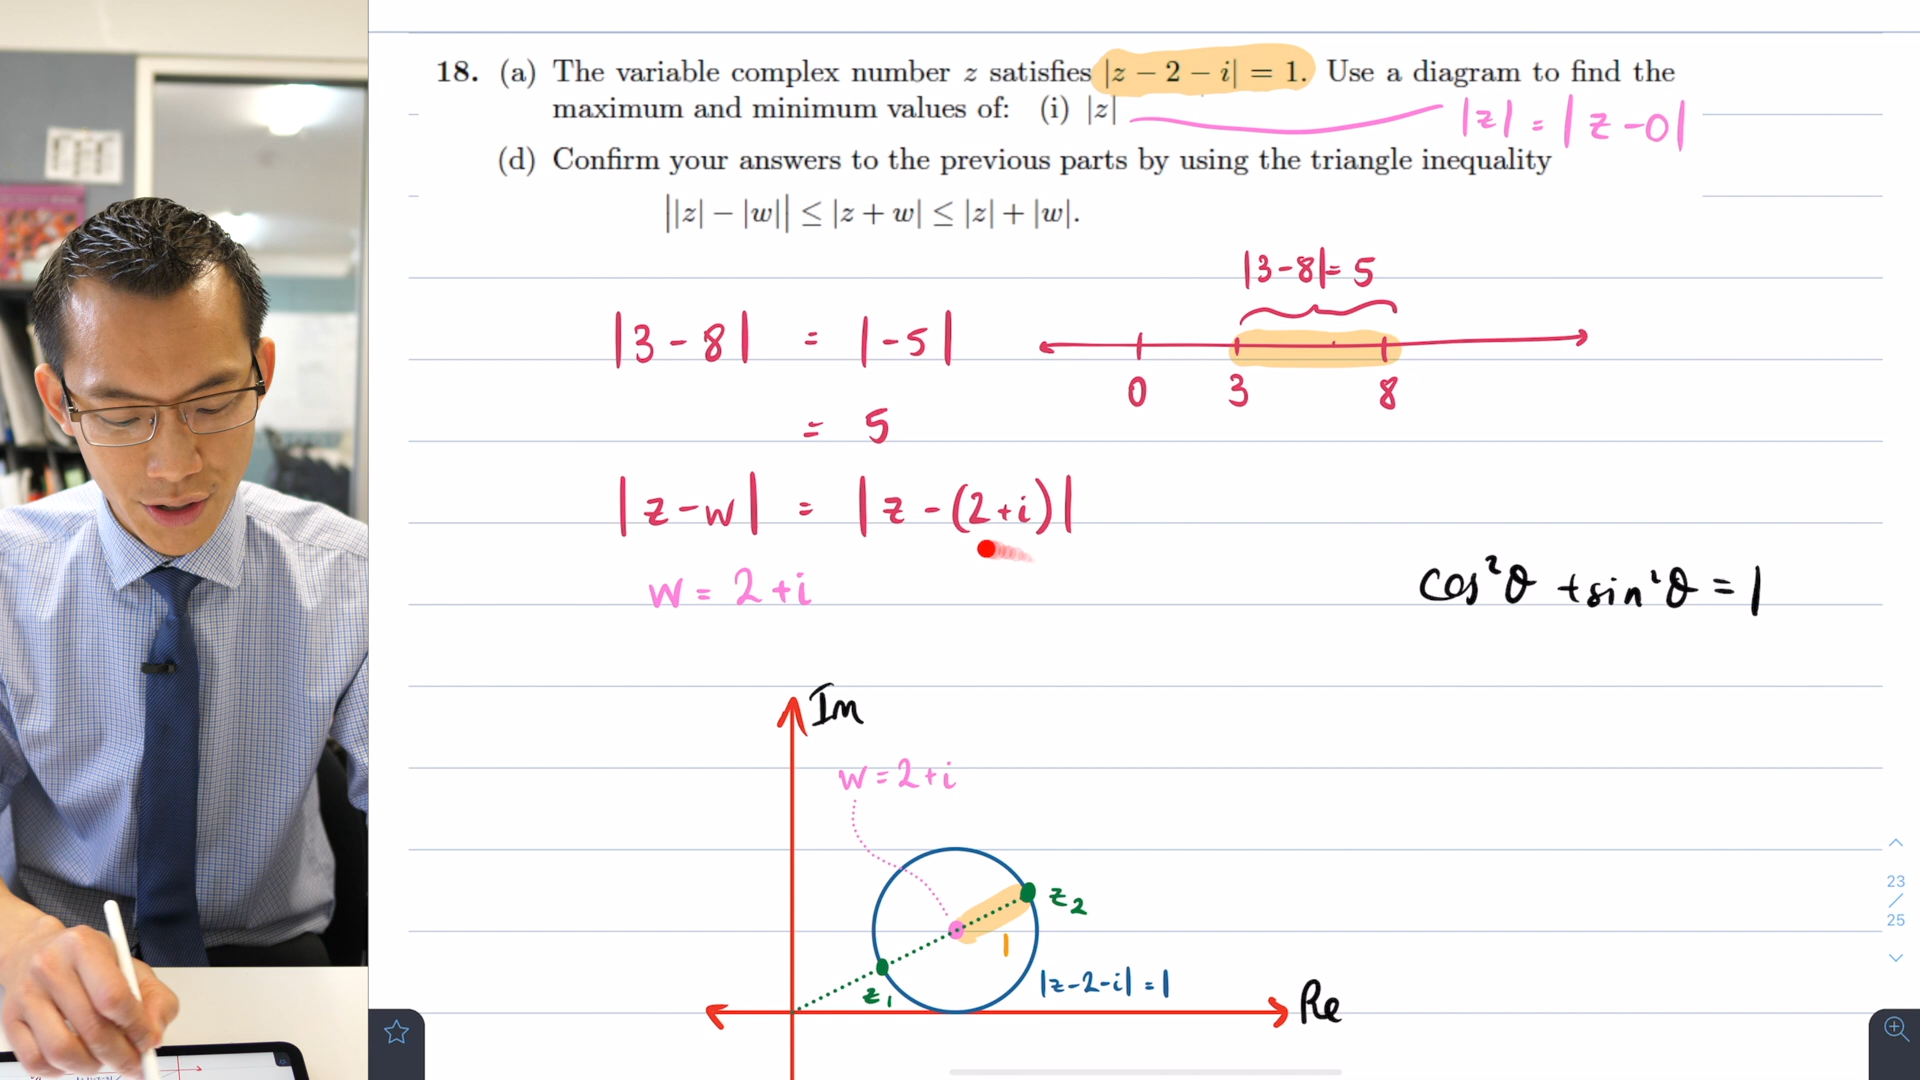 18. (a) The variable complex number z satisfies |z − 2 − i| = 1. Use a diagram to find the
maximum and minimum values of: (i) |z|
|z| = |z-0|
(d) Confirm your answers to the previous parts by using the triangle inequality
||z| − |w|| ≤ |z + w| ≤ |z| + |w|.
|3-8|= 5
|3-8| = |-5|
0 3 8
= 5
|z-w| = |z-(2+i)|
w = 2+i
cos²θ + sin²θ = 1
Im
w = 2+i
z₂
1
|z-2-i| = 1
z₁
Re
23
/
25